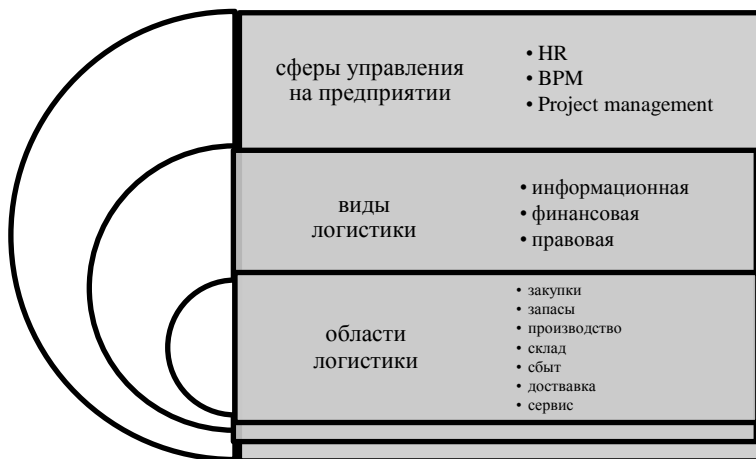 сферы управления
на предприятии
• HR
• BPM
• Project management
виды
логистики
• информационная
• финансовая
• правовая
области
логистики
• закупки
• запасы
• производство
• склад
• сбыт
• доствавка
• сервис